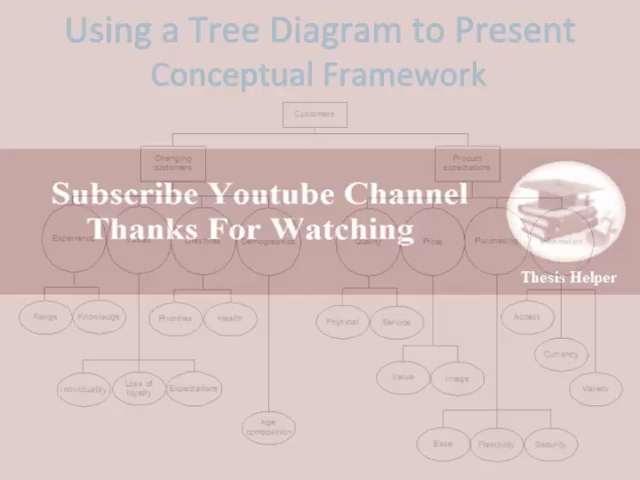 Using a Tree Diagram to Present
Conceptual Framework
Customers
Changing customers
Product expectations
Subscribe Youtube Channel
Thanks For Watching
Thesis Helper
Experience
Lifestyles
Demographics
Quality
Price
Purchasing
Range
Knowledge
Priorities
Health
Physical
Service
Access
Currency
Value
Image
Variety
Individuality
Loss of loyalty
Expectations
Age composition
Ease
Flexibility
Security